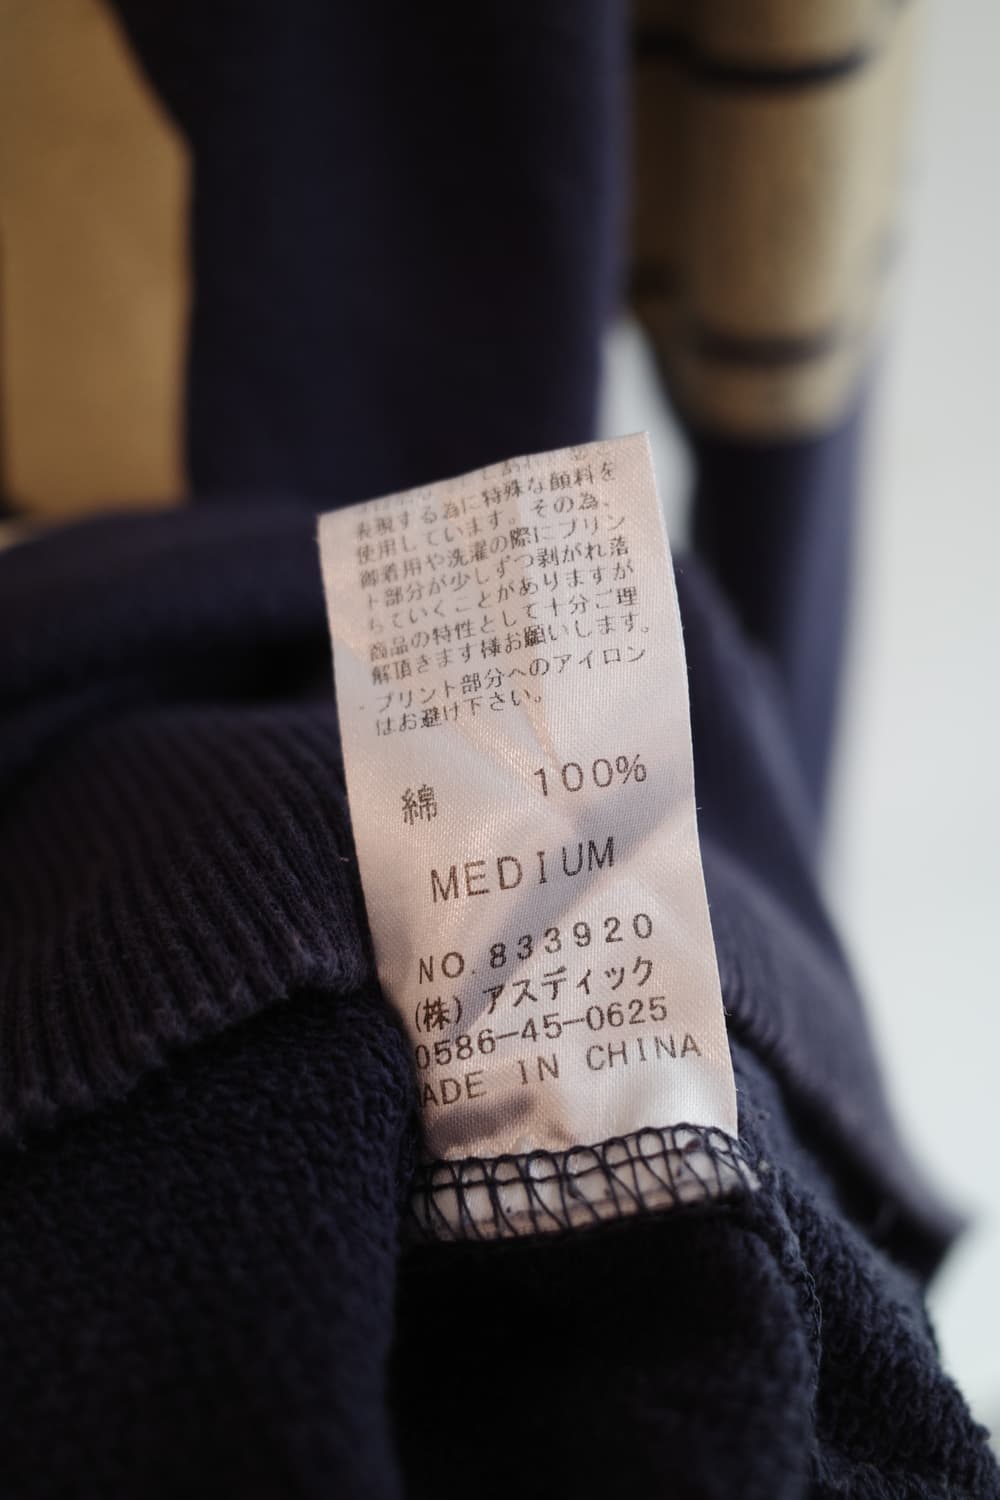 表現する為に特殊な顔料を
使用しています。その為、
御着用や洗濯の際にプリン
ト部分が少しずつ剥がれ落
ちていくことがありますが
商品の特性として十分ご理
解頂きます様お願いします。
プリント部分へのアイロン
はお避け下さい。
綿 100%
MEDIUM
NO.833920
(株)アスディック
0586-45-0625
ADE IN CHINA